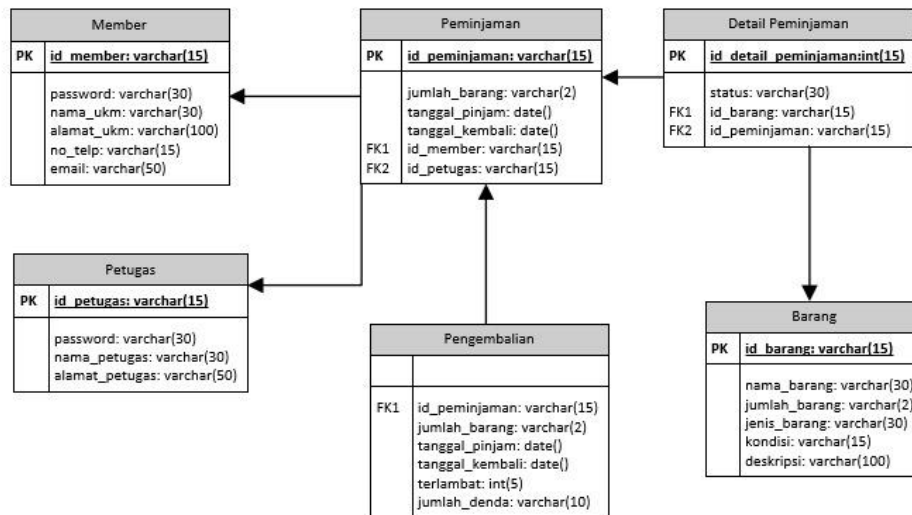 Member
PK id_member: varchar(15)
password: varchar(30)
nama_ukm: varchar(30)
alamat_ukm: varchar(100)
no_telp: varchar(15)
email: varchar(50)
Peminjaman
PK id_peminjaman: varchar(15)
jumlah_barang: varchar(2)
tanggal_pinjam: date()
tanggal_kembali: date()
FK1 id_member: varchar(15)
FK2 id_petugas: varchar(15)
Detail Peminjaman
PK id_detail_peminjaman:int(15)
status: varchar(30)
FK1 id_barang: varchar(15)
FK2 id_peminjaman: varchar(15)
Petugas
PK id_petugas: varchar(15)
password: varchar(30)
nama_petugas: varchar(30)
alamat_petugas: varchar(50)
Pengembalian
FK1 id_peminjaman: varchar(15)
jumlah_barang: varchar(2)
tanggal_pinjam: date()
tanggal_kembali: date()
terlambat: int(5)
jumlah_denda: varchar(10)
Barang
PK id_barang: varchar(15)
nama_barang: varchar(30)
jumlah_barang: varchar(2)
jenis_barang: varchar(30)
kondisi: varchar(15)
deskripsi: varchar(100)